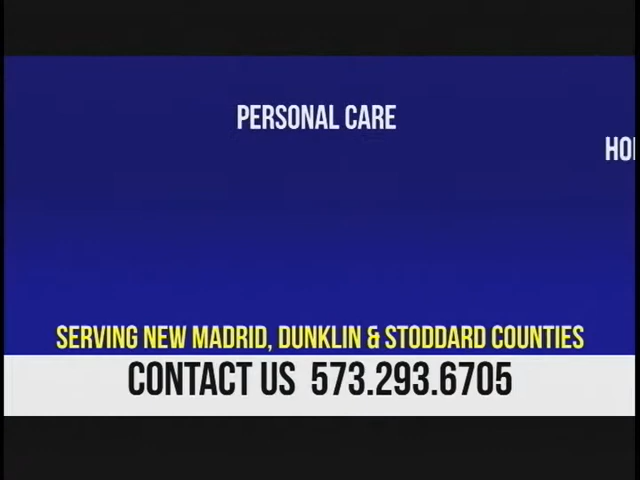 PERSONAL CARE
SERVING NEW MADRID, DUNKLIN & STODDARD COUNTIES
CONTACT US 573.293.6705